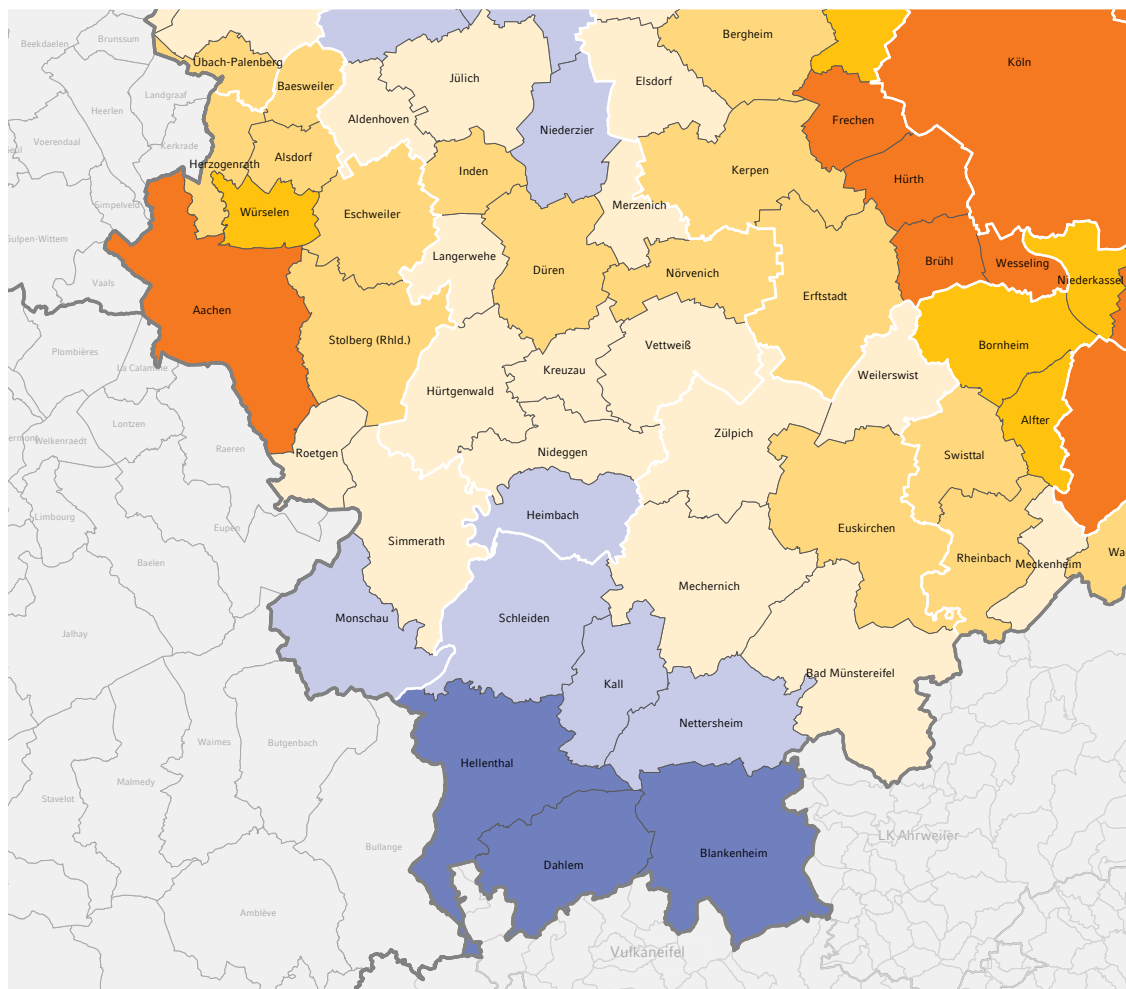 Bergheim
Brunssum
Beekdaelen
Köln
Übach-Palenberg
Jülich
Elsdorf
Baesweiler
Landgraaf
Heerlen
Aldenhoven
Frechen
Niederzier
Voerendaal
Kerkrade
Alsdorf
Herzogenrath
Inden
Kerpen
Hürth
Simpelveld
Merzenich
Würselen
Eschweiler
Gulpen-Wittem
Langerwehe
Brühl
Wesseling
Düren
Nörvenich
Niederkassel
Vaals
Erftstadt
Aachen
Stolberg (Rhld.)
Vettweiß
Bornheim
Plombières
La Calamine
Kreuzau
Weilerswist
Hürtgenwald
Alfter
Lontzen
Zülpich
Welkenraedt
Raeren
Roetgen
Nideggen
Swisttal
Limbourg
Heimbach
Eupen
Euskirchen
Simmerath
Wa
Baelen
Rheinbach
Meckenheim
Mechernich
Monschau
Schleiden
Jalhay
Bad Münstereifel
Kall
Nettersheim
Waimes
Butgenbach
Hellenthal
Malmedy
Stavelot
LK Ahrweiler
Bullange
Blankenheim
Dahlem
Amblève
Vulkaneifel